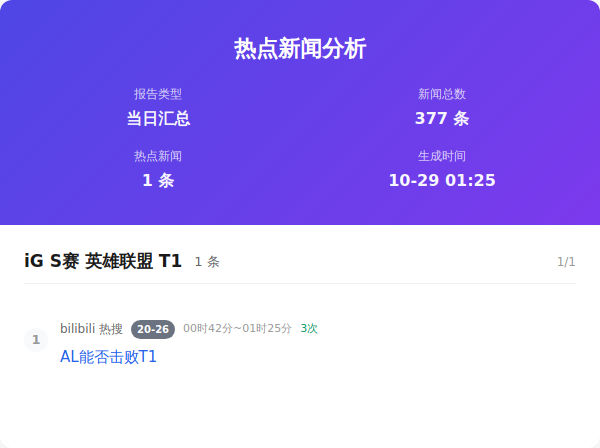 热点新闻分析
报告类型
新闻总数
当日汇总
377 条
热点新闻
生成时间
1 条
10-29 01:25
iG S赛 英雄联盟 T1 1 条 1/1
1
bilibili 热搜 20-26 00时42分~01时25分 3次
AL能否击败T1